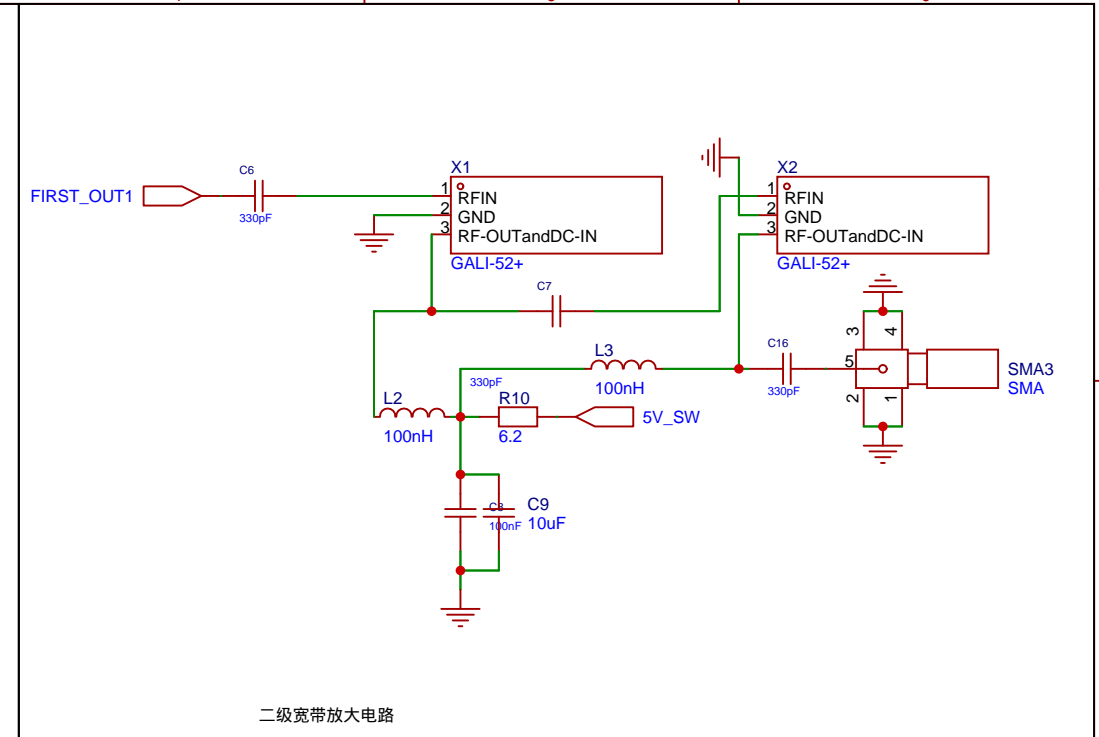 C6
FIRST_OUT1
330pF
X1
1
RFIN
2
GND
3
RF-OUTandDC-IN
GALI-52+
X2
1
RFIN
2
GND
3
RF-OUTandDC-IN
GALI-52+
C7
330pF
L3
100nH
C16
330pF
3
4
5
2
1
SMA3
SMA
L2
100nH
R10
6.2
5V_SW
C8
100nF
C9
10uF
二级宽带放大电路